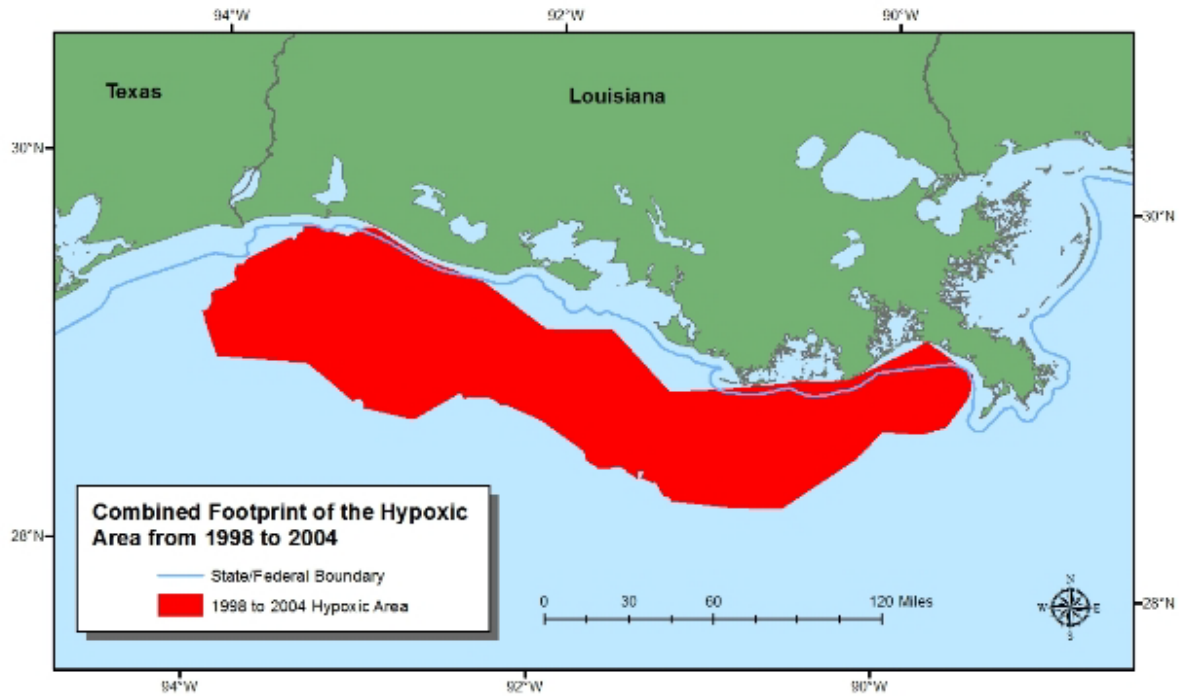 94°W 92°W 90°W
Texas
Louisiana
30°N
30°N
Combined Footprint of the Hypoxic
Area from 1998 to 2004
State/Federal Boundary
1998 to 2004 Hypoxic Area
28°N
0 30 60 120 Miles
N
W E
S
28°N
94°W 92°W 90°W